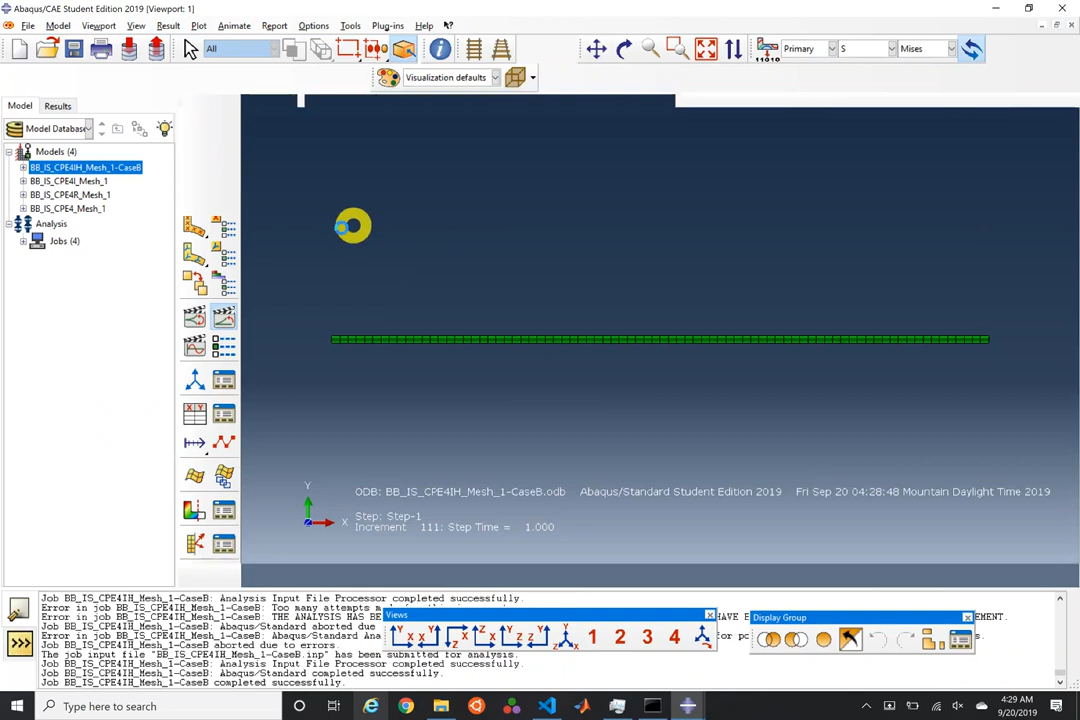 Abaqus/CAE Student Edition 2019 [Viewport: 1]
File Model Viewport View Result Plot Animate Report Options Tools Plug-ins Help
All
Primary S Mises
Visualization defaults
Model Results
Model Database
Models (4)
BB_IS_CPE4IH_Mesh_1-CaseB
BB_IS_CPE4I_Mesh_1
BB_IS_CPE4R_Mesh_1
BB_IS_CPE4_Mesh_1
Analysis
Jobs (4)
Y
X
ODB: BB_IS_CPE4IH_Mesh_1-CaseB.odb Abaqus/Standard Student Edition 2019 Fri Sep 20 04:28:48 Mountain Daylight Time 2019
Step: Step-1
Increment 111: Step Time = 1.000
Job BB_IS_CPE4IH_Mesh_1-CaseB: Analysis Input File Processor completed successfully.
Error in job BB_IS_CPE4IH_Mesh_1-CaseB: Too many attempts
Error in job BB_IS_CPE4IH_Mesh_1-CaseB: THE ANALYSIS HAS
Job BB_IS_CPE4IH_Mesh_1-CaseB: Abaqus/Standard aborted due
Error in job BB_IS_CPE4IH_Mesh_1-CaseB: Abaqus/Standard
Job BB_IS_CPE4IH_Mesh_1-CaseB aborted due to errors.
The job input file "BB_IS_CPE4IH_Mesh_1-CaseB.inp" has been submitted for analysis.
Job BB_IS_CPE4IH_Mesh_1-CaseB: Analysis Input File Processor completed successfully.
Job BB_IS_CPE4IH_Mesh_1-CaseB: Abaqus/Standard completed successfully.
Job BB_IS_CPE4IH_Mesh_1-CaseB completed successfully.
Views
1 2 3 4
Display Group
Type here to search
4:29 AM
9/20/2019